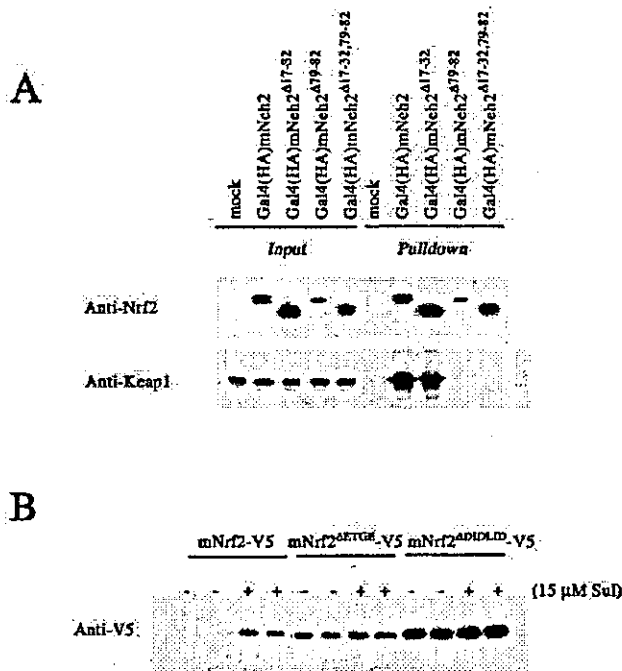 A
mock
Gal4(HA)mNeh2
Gal4(HA)mNeh2Δ17-32
Gal4(HA)mNeh2Δ79-82
Gal4(HA)mNeh2Δ17-32,79-82
mock
Gal4(HA)mNeh2
Gal4(HA)mNeh2Δ17-32
Gal4(HA)mNeh2Δ79-82
Gal4(HA)mNeh2Δ17-32,79-82
Input Pulldown
Anti-Nrf2
Anti-Keap1
B
mNrf2-V5 mNrf2ΔETGE-V5 mNrf2ΔDIDLID-V5
- - + + - - + + - - + + (15 µM Sul)
Anti-V5